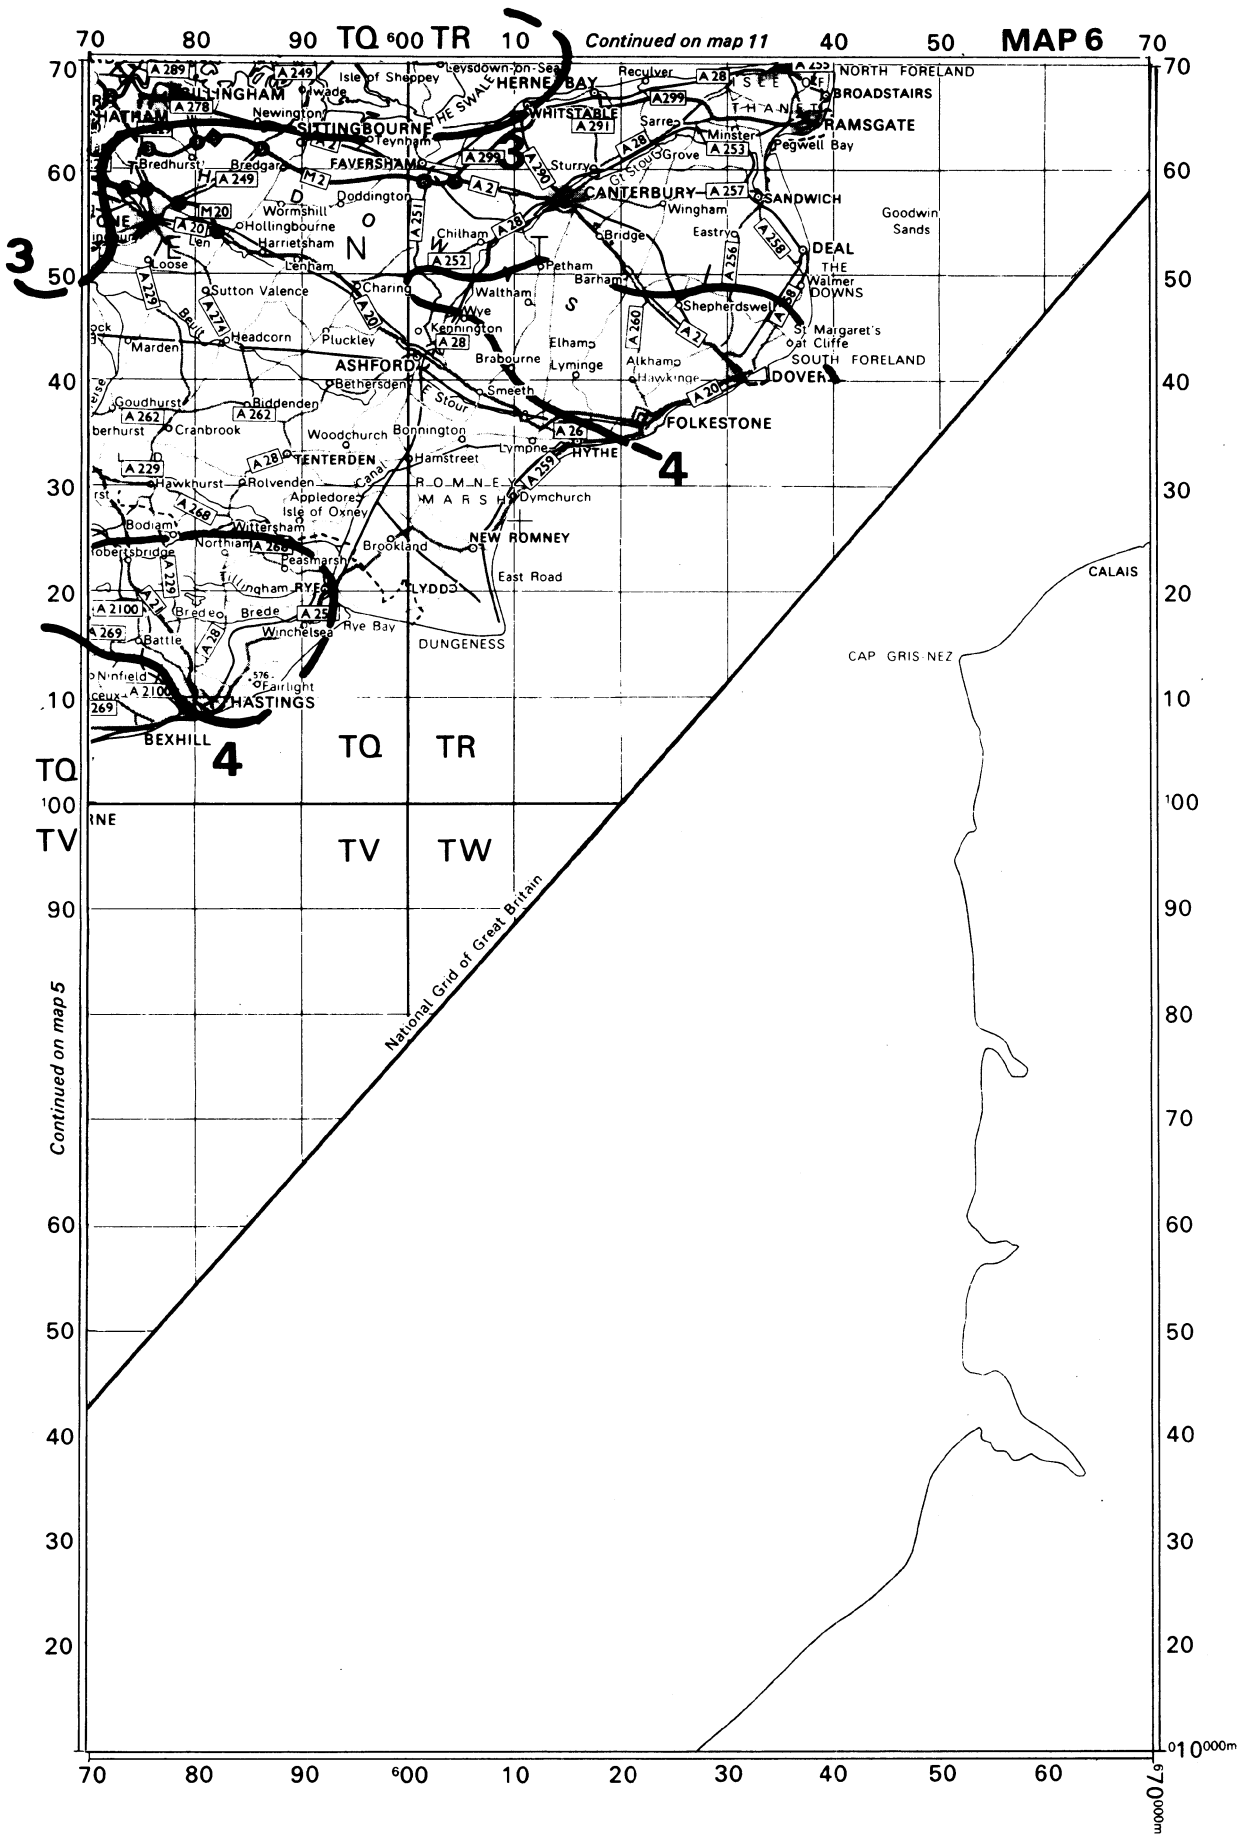 70 80 90 TQ 600 TR 10 Continued on map 11 40 50 MAP 6 70
70 A 289 A 249 Isle of Sheppey Leysdown-on-Sea Reculver A 28 A 255 NORTH FORELAND 70
HERNE BAY ISLE OF
GILLINGHAM Iwade THE SWALE A299 BROADSTAIRS
A 278 Newington WHITSTABLE THANET
CHATHAM SITTINGBOURNE A 291 Sarre RAMSGATE
A 2 Teynham 3 A 28 Minster
60 Bredhurst Bredgar FAVERSHAM A 299 A 290 Sturry Gt Stour Grove A 253 Pegwell Bay 60
A 249 M 2 Doddington A 2 CANTERBURY A 257 SANDWICH
M20 Wormshill A 251 Wingham Goodwin
A 20 Hollingbourne A 28 Sands
Len Harrietsham Chilham Bridge Eastry A 258 DEAL
3 Loose Lenham A 252 Petham A 256 THE
50 A 229 Charing Barham Walmer 50
Sutton Valence Waltham DOWNS
K E N T
D O W N S
Beult A 274 A 20 Wye Shepherdswell A 258
Headcorn Pluckley Kennington A 260 A 2 St Margaret's
Marden A 28 Elham at Cliffe
Brabourne Alkham SOUTH FORELAND
ASHFORD Lyminge
40 Bethersden Hawkinge DOVER 40
Goudhurst Biddenden E Stour Smeeth A 20
A 262 A 262
Cranbrook Woodchurch Bonnington A 26 FOLKESTONE
A 28 TENTERDEN Hamstreet Lympne HYTHE
A 229 A 259 4
30 Hawkhurst Rolvenden Canal ROMNEY 30
Appledore MARSH Dymchurch
A 268 Isle of Oxney
Bodiam Wittersham
Northiam A 268 Brookland NEW ROMNEY
Peasmarsh East Road CALAIS
20 A 229 RYE LYDD 20
A 2100 A 21 Brede Brede A 25
A 269 Battle A 28 Winchelsea Rye Bay DUNGENESS
CAP GRIS-NEZ
Ninfield 576
A 2100 Fairlight
10 269 HASTINGS 10
BEXHILL 4 TQ TR
TQ
100 100
TV TV TW
90 90
National Grid of Great Britain
Continued on map 5
80 80
70
60 60
50 50
40 40
30 30
20 20
010000m
70 80 90 600 10 20 30 40 50 60 670000m